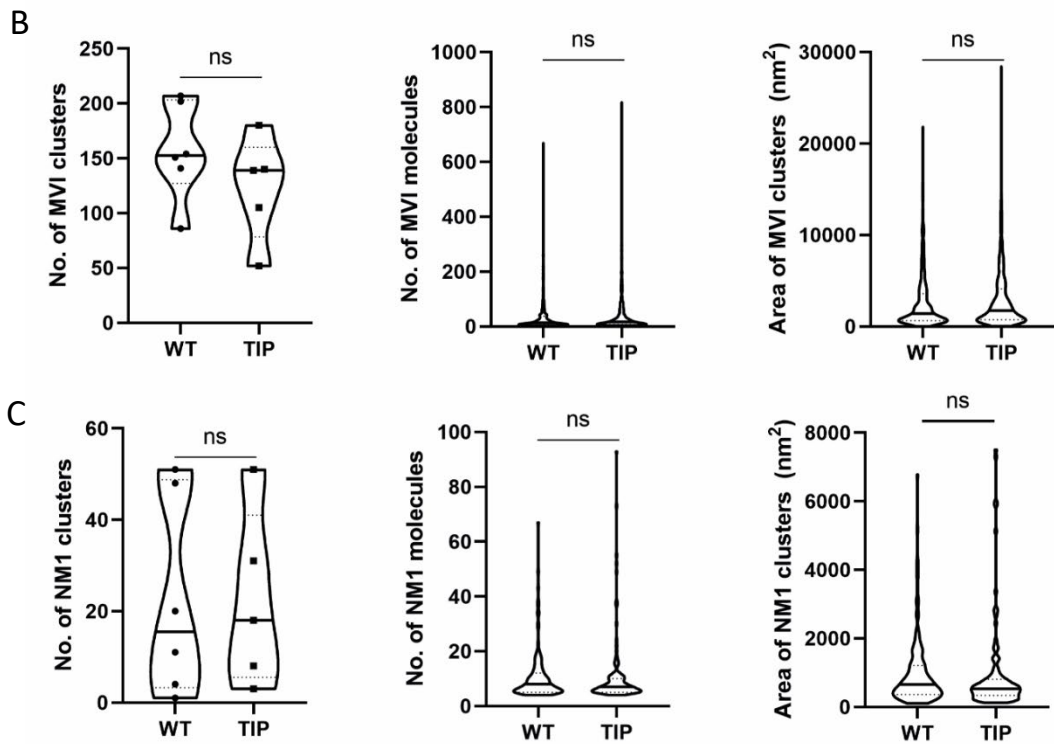 B
No. of MVI clusters
250
200
150
100
50
0
ns
WT
TIP
No. of MVI molecules
1000
800
600
400
200
0
ns
WT
TIP
Area of MVI clusters (nm²)
30000
20000
10000
0
ns
WT
TIP
C
No. of NM1 clusters
60
40
20
0
ns
WT
TIP
No. of NM1 molecules
100
80
60
40
20
0
ns
WT
TIP
Area of NM1 clusters (nm²)
8000
6000
4000
2000
0
ns
WT
TIP